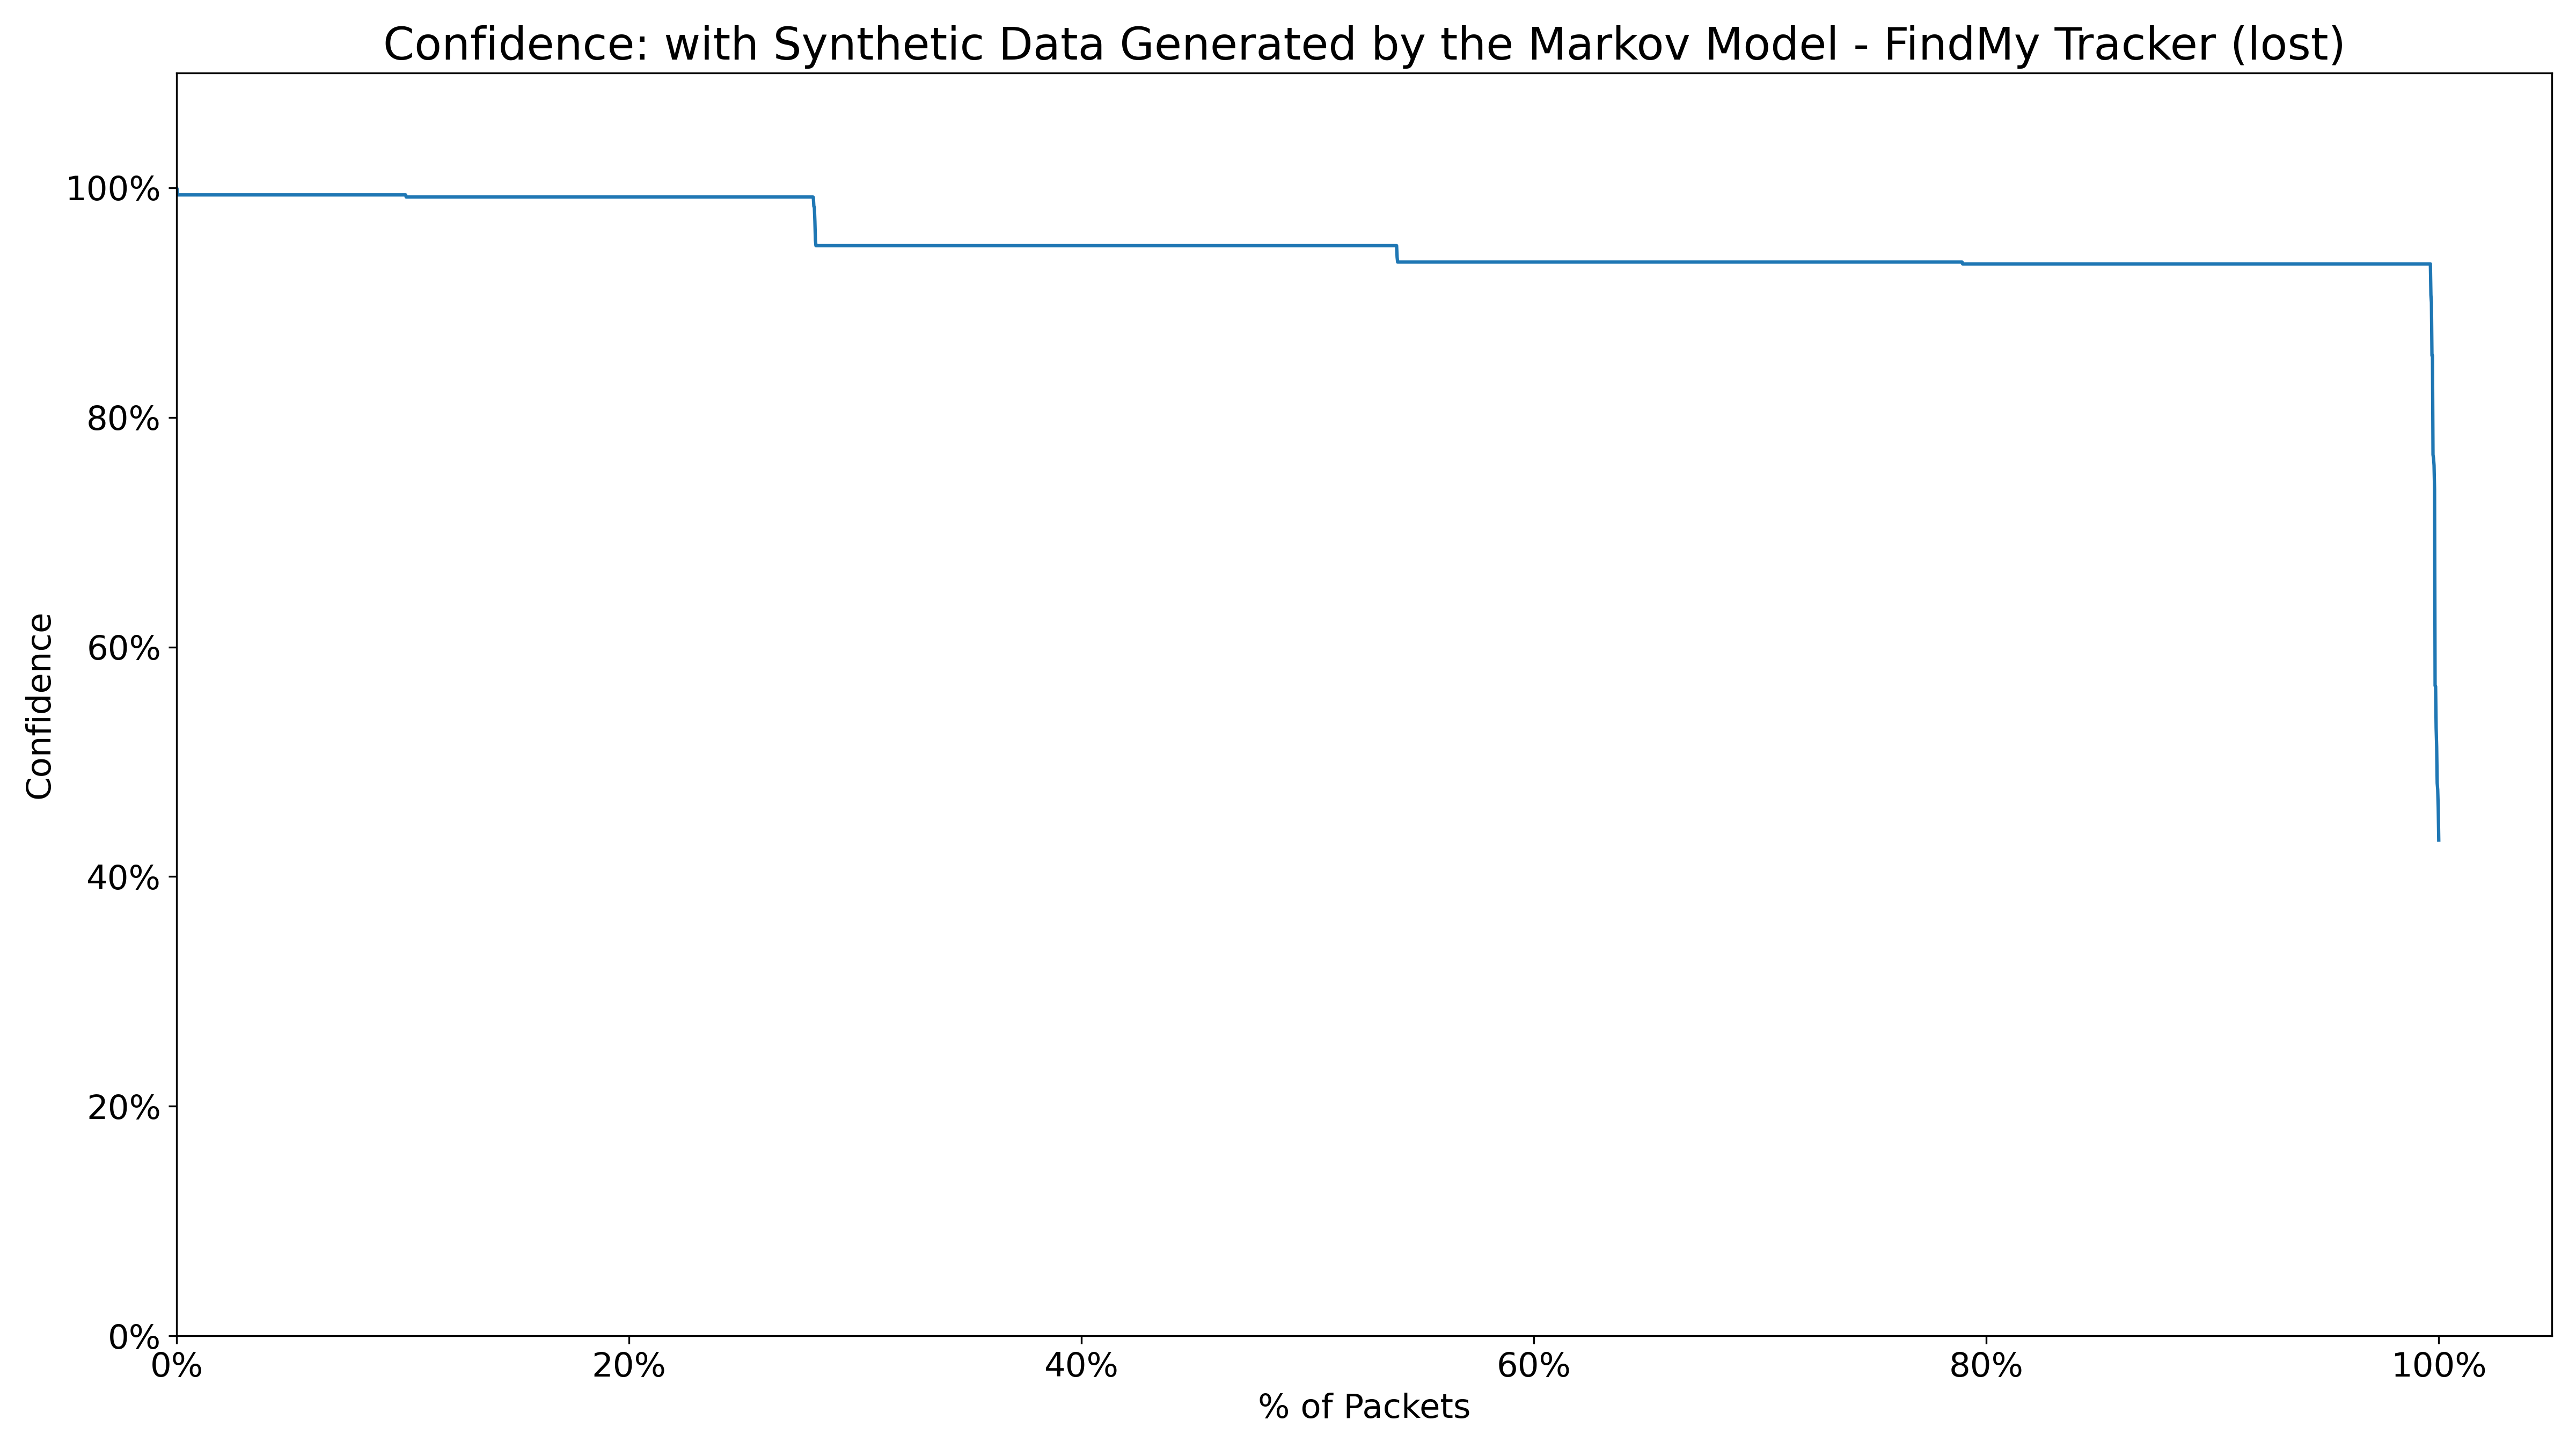 Confidence: with Synthetic Data Generated by the Markov Model - FindMy Tracker (lost)
100%
80%
60%
40%
20%
0%
Confidence
0% 20% 40% 60% 80% 100%
% of Packets